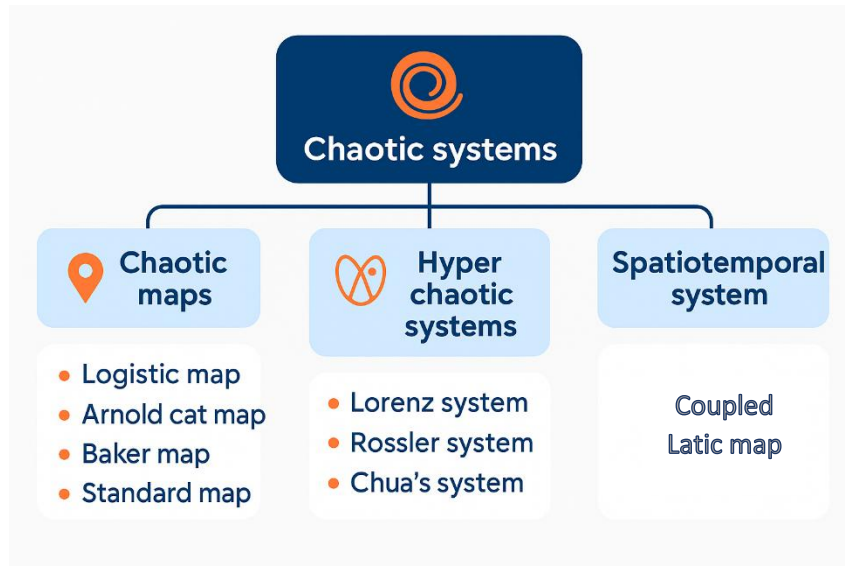 Chaotic systems
Chaotic
maps
Hyper
chaotic
systems
Spatiotemporal
system
Logistic map
Arnold cat map
Baker map
Standard map
Lorenz system
Rossler system
Chua's system
Coupled
Latic map